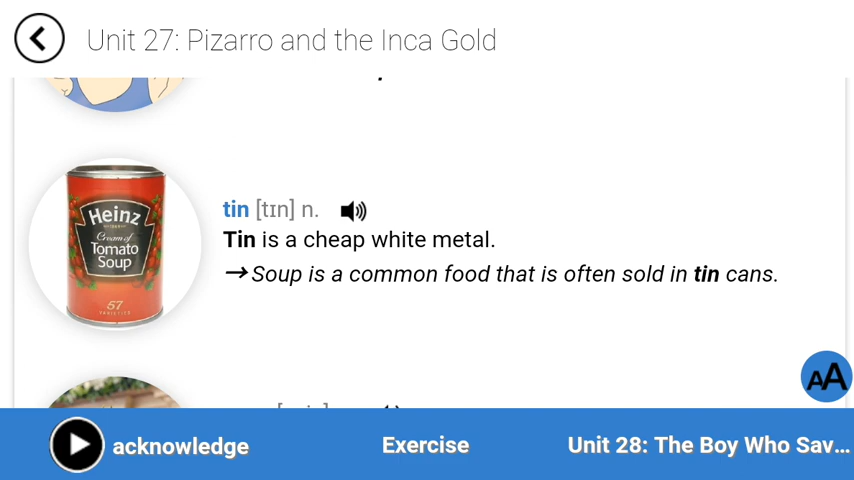 Unit 27: Pizarro and the Inca Gold
Heinz
Cream of
Tomato
Soup
57
VARIETIES
tin [tɪn] n.
Tin is a cheap white metal.
→ Soup is a common food that is often sold in tin cans.
AA
acknowledge
Exercise
Unit 28: The Boy Who Sav...